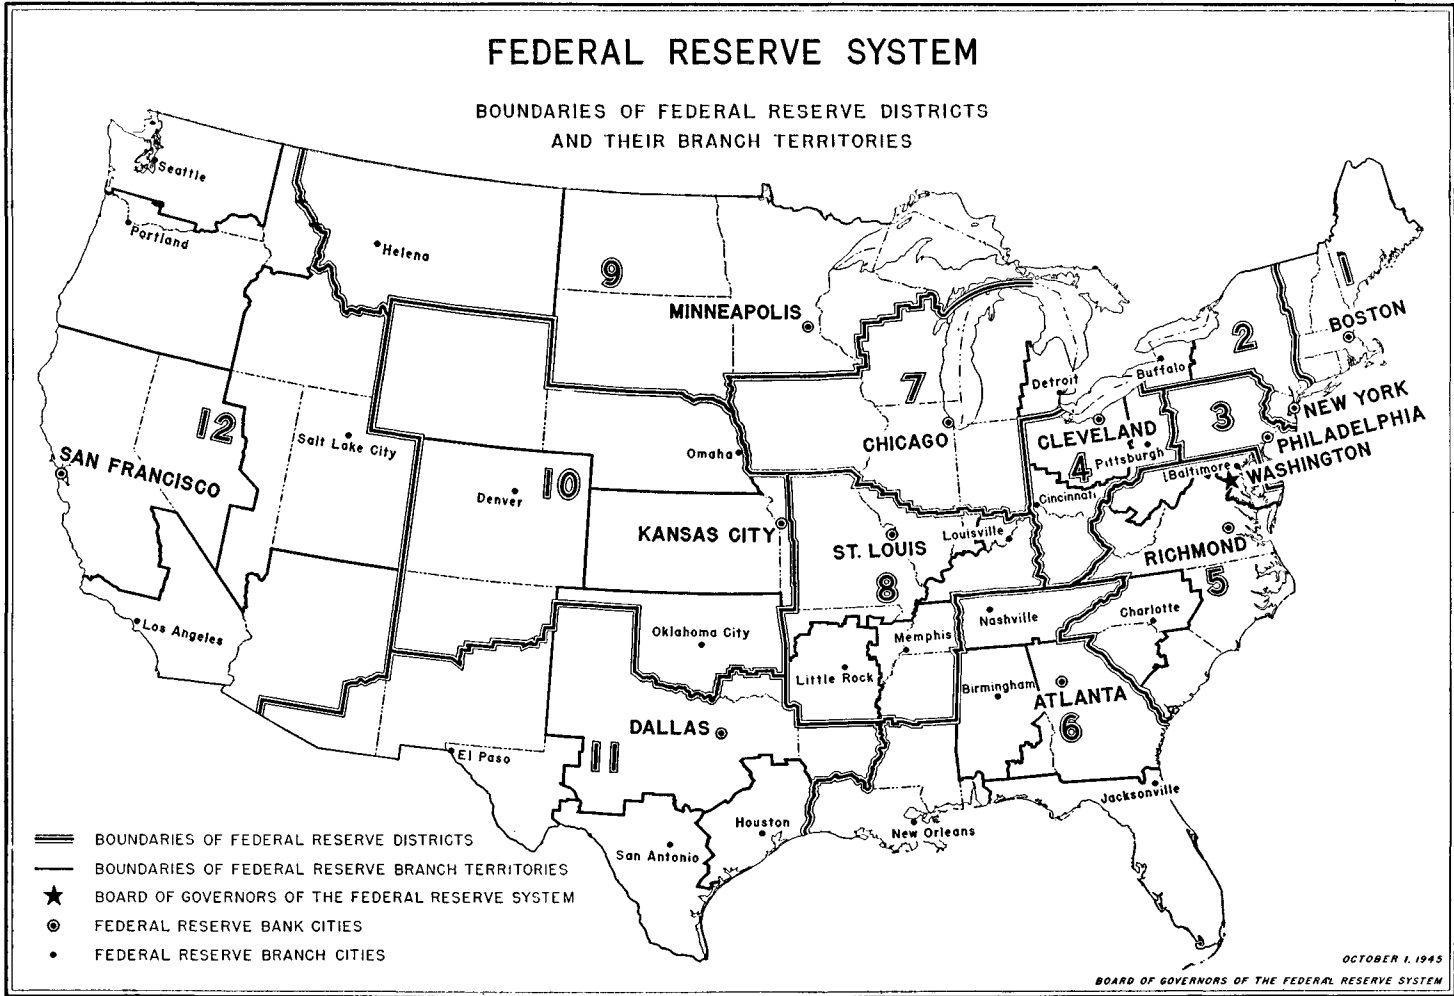 FEDERAL RESERVE SYSTEM
BOUNDARIES OF FEDERAL RESERVE DISTRICTS
AND THEIR BRANCH TERRITORIES
Seattle
Portland
Helena
9
MINNEAPOLIS
1
BOSTON
2
Buffalo
7
Detroit
NEW YORK
3
PHILADELPHIA
CHICAGO
CLEVELAND
4
Pittsburgh
Baltimore
WASHINGTON
12
SAN FRANCISCO
Salt Lake City
Omaha
Denver
10
Cincinnati
KANSAS CITY
ST. LOUIS
8
Louisville
RICHMOND
5
Los Angeles
Oklahoma City
Memphis
Nashville
Charlotte
Little Rock
Birmingham
ATLANTA
6
DALLAS
11
El Paso
Jacksonville
Houston
New Orleans
San Antonio
BOUNDARIES OF FEDERAL RESERVE DISTRICTS
BOUNDARIES OF FEDERAL RESERVE BRANCH TERRITORIES
BOARD OF GOVERNORS OF THE FEDERAL RESERVE SYSTEM
FEDERAL RESERVE BANK CITIES
FEDERAL RESERVE BRANCH CITIES
OCTOBER 1, 1945
BOARD OF GOVERNORS OF THE FEDERAL RESERVE SYSTEM